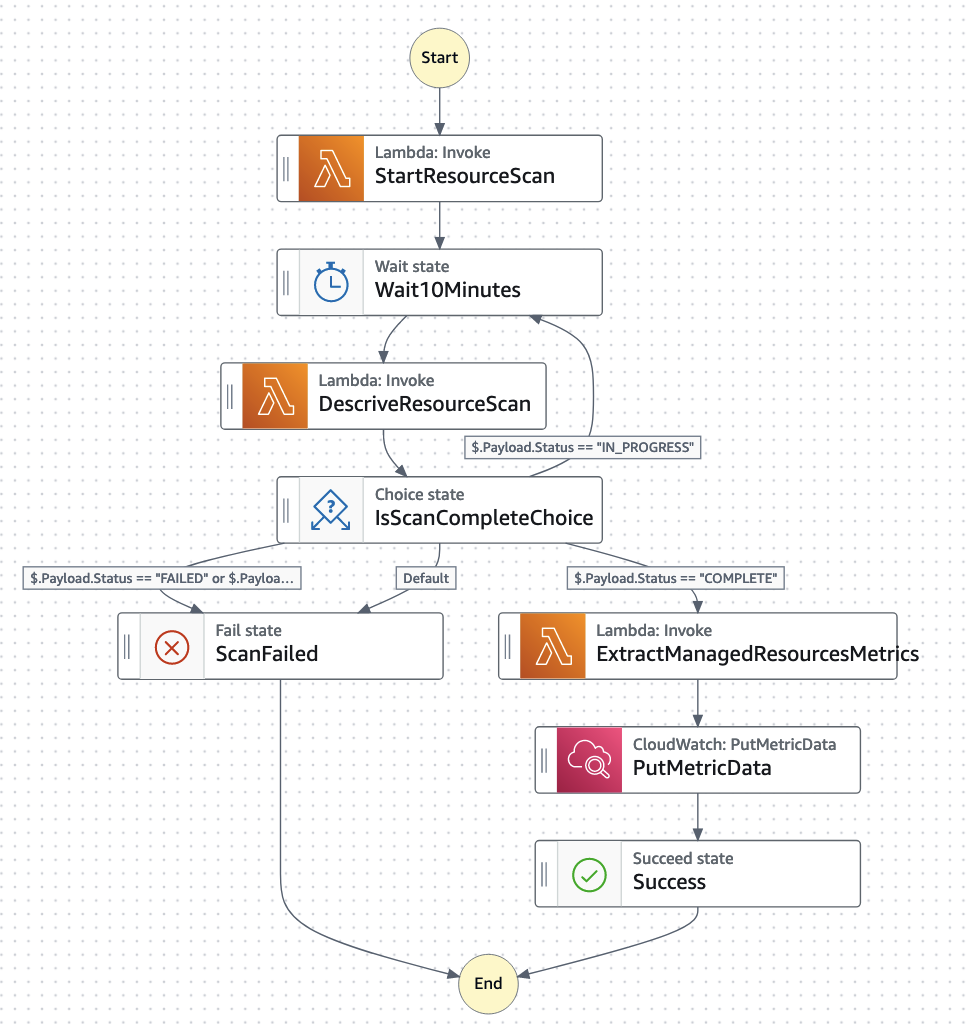 Start
Lambda: Invoke
StartResourceScan
Wait state
Wait10Minutes
Lambda: Invoke
DescriveResourceScan
$.Payload.Status == "IN_PROGRESS"
Choice state
IsScanCompleteChoice
$.Payload.Status == "FAILED" or $.Payloa...
Default
$.Payload.Status == "COMPLETE"
Fail state
ScanFailed
Lambda: Invoke
ExtractManagedResourcesMetrics
CloudWatch: PutMetricData
PutMetricData
Succeed state
Success
End